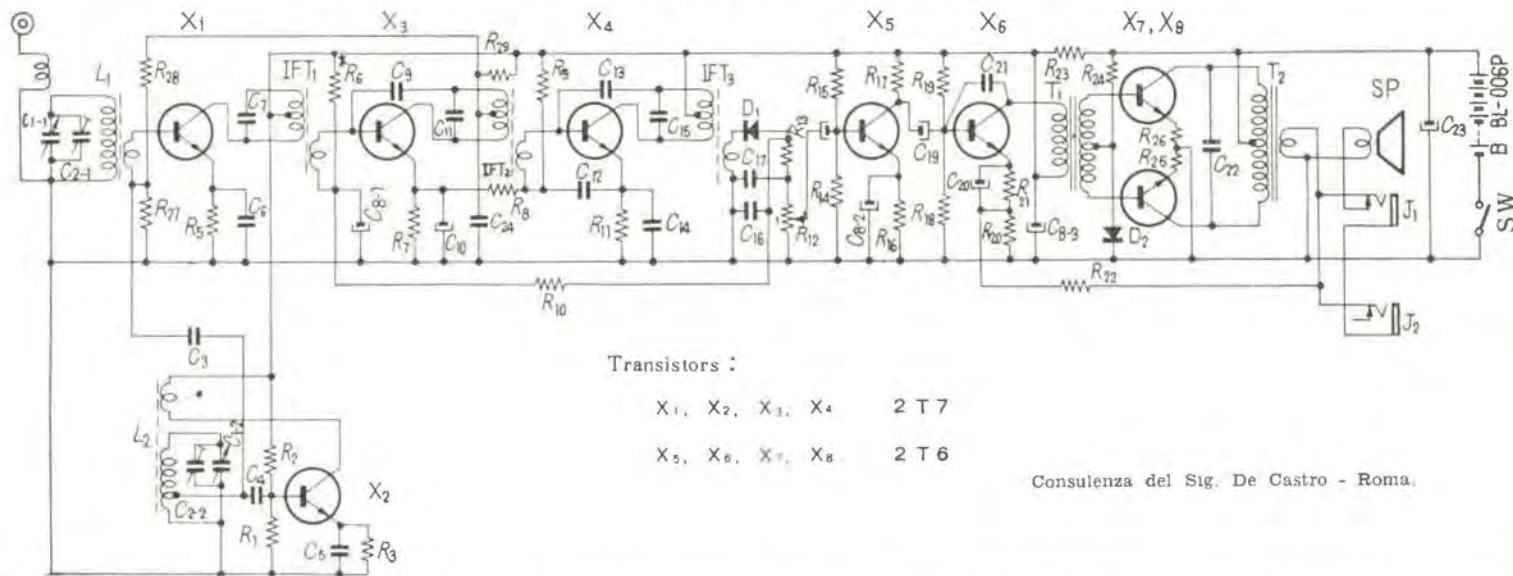 X1 X3 X4 X5 X6 X7, X8
L1 R28 C7 IFT1 R6 C9 C11 R29 IFT2 R9 C13 C15 IFT3 D1 R13 R15 R17 R19 C21 R23 R24 T1 T2 SP
C1-1 C2-1 R27 R5 C6 C8-1 R7 C10 R8 C24 C12 R11 C14 C17 C16 R12 R14 C8-2 R16 C19 R18 C20 R21 R20 C8-3 D2 R26 R25 C22 C23 B BL-006P
J1 SW
R10 R22
J2
C3
Transistors :
X1, X2, X3, X4 2 T 7
L2 C1-2 R2 C4 X2
X5, X6, X7, X8 2 T 6
Consulenza del Sig. De Castro - Roma.
C2-2 R1 C5 R3